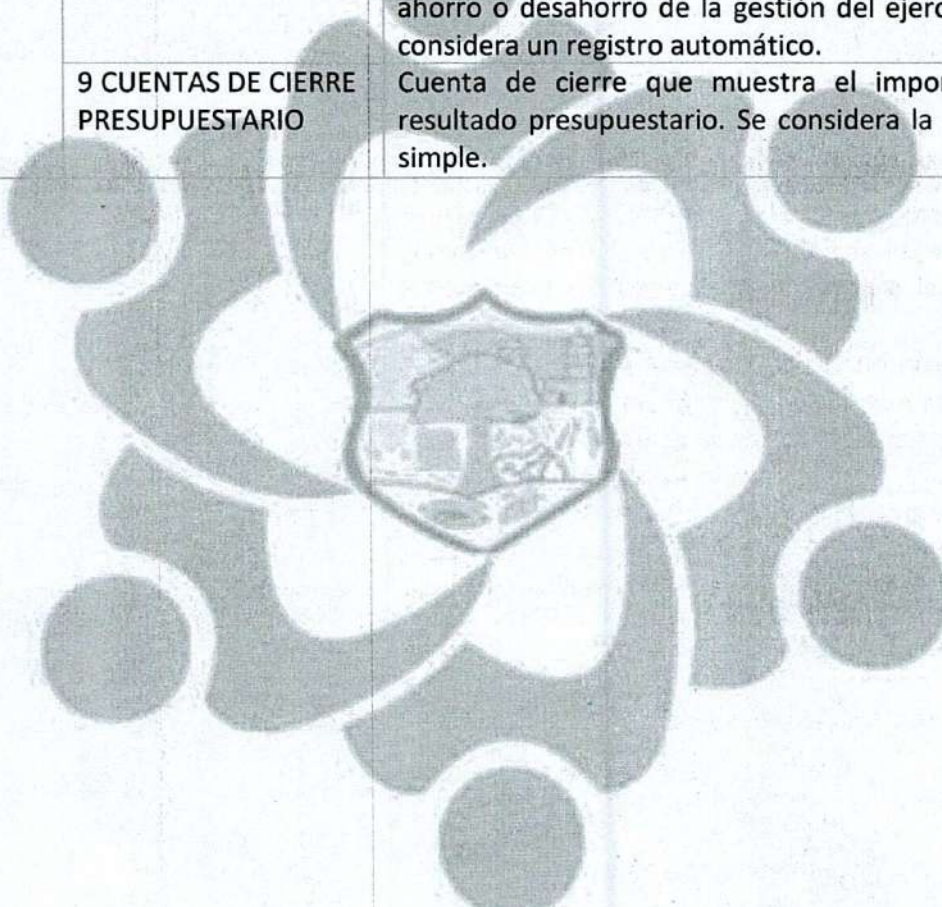 ahorro o desahorro de la gestión del ejer
considera un registro automático.
9 CUENTAS DE CIERRE
PRESUPUESTARIO
Cuenta de cierre que muestra el impor
resultado presupuestario. Se considera la
simple.